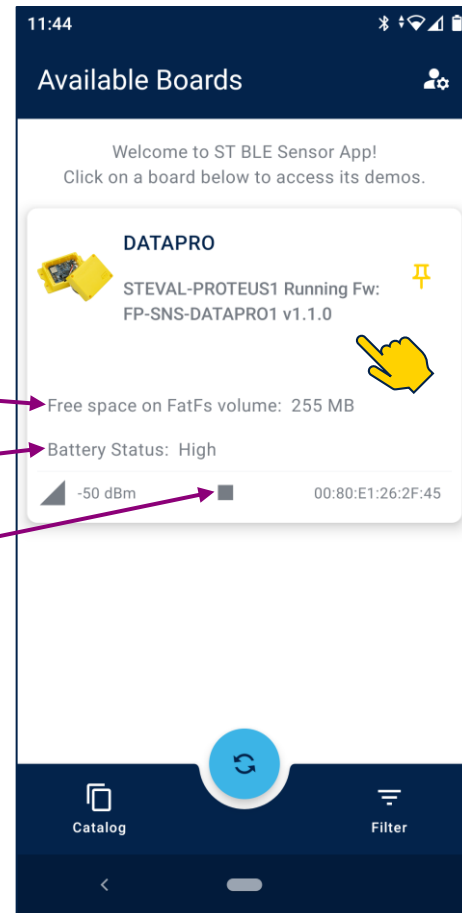 11:44
Available Boards
Welcome to ST BLE Sensor App!
Click on a board below to access its demos.
DATAPRO
STEVAL-PROTEUS1 Running Fw:
FP-SNS-DATAPRO1 v1.1.0
Free space on FatFs volume: 255 MB
Battery Status: High
-50 dBm 00:80:E1:26:2F:45
Catalog Filter